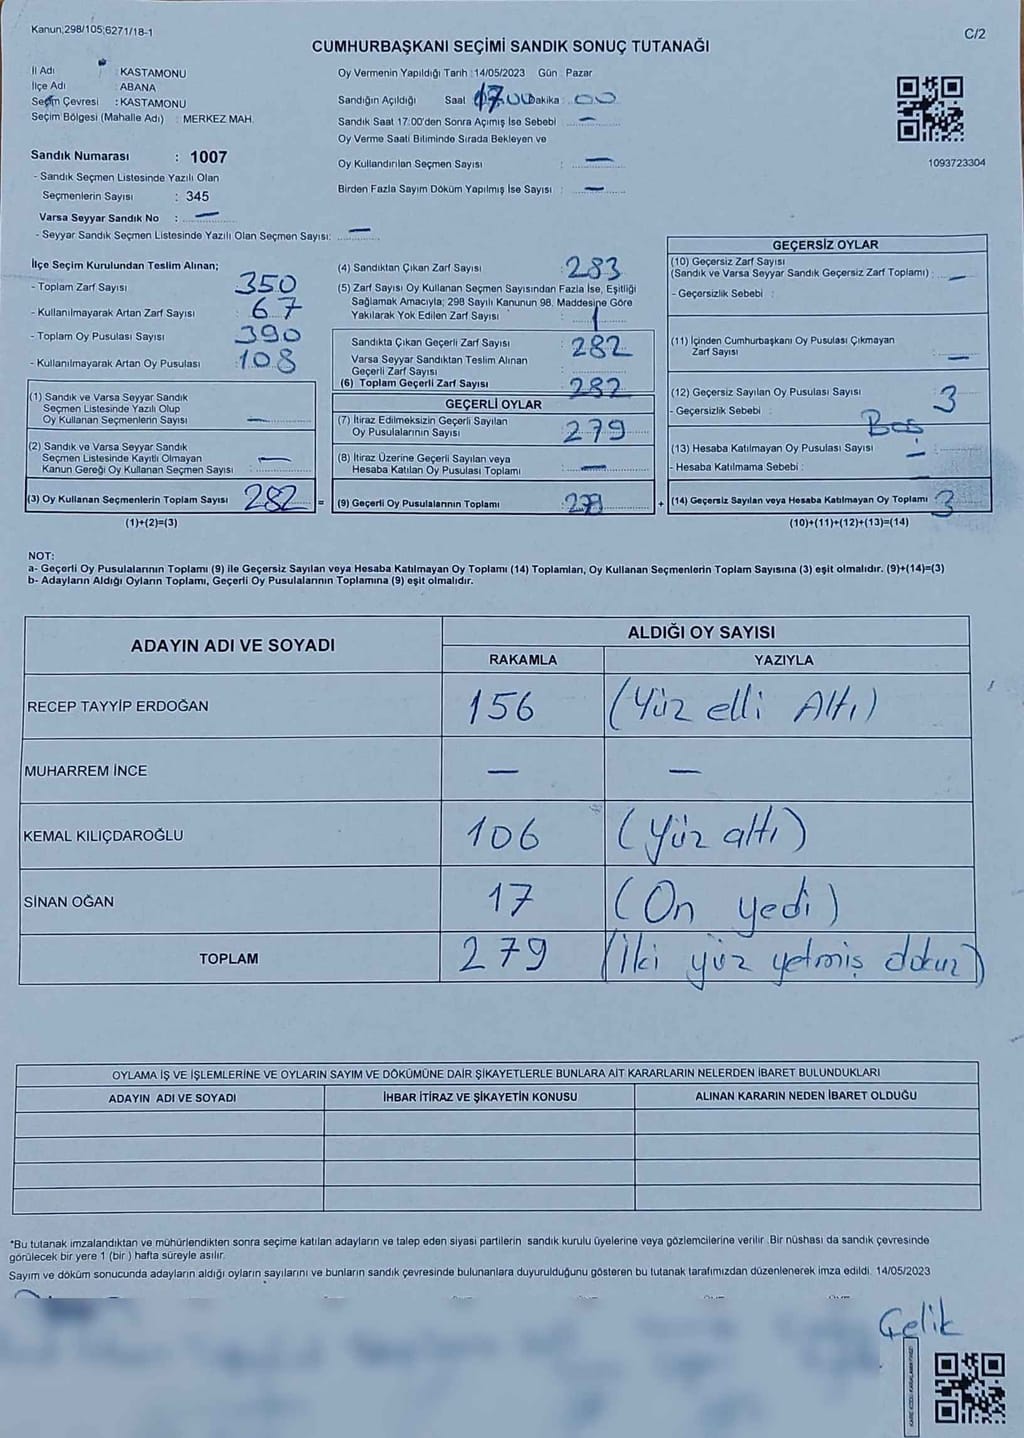 Kanun;298/105;6271/18-1
C/2
CUMHURBAŞKANI SEÇİMİ SANDIK SONUÇ TUTANAĞI
İl Adı : KASTAMONU
İlçe Adı : ABANA
Seçim Çevresi : KASTAMONU
Seçim Bölgesi (Mahalle Adı) : MERKEZ MAH.
Sandık Numarası : 1007
- Sandık Seçmen Listesinde Yazılı Olan
Seçmenlerin Sayısı : 345
Varsa Seyyar Sandık No : —
- Seyyar Sandık Seçmen Listesinde Yazılı Olan Seçmen Sayısı: —
Oy Vermenin Yapıldığı Tarih :14/05/2023 Gün : Pazar
Sandığın Açıldığı Saat 17:00 Dakika : 00
Sandık Saat 17:00'den Sonra Açımış İse Sebebi : —
Oy Verme Saati Bitiminde Sırada Bekleyen ve
Oy Kullandırılan Seçmen Sayısı : —
Birden Fazla Sayım Döküm Yapılmış İse Sayısı : —
1093723304
İlçe Seçim Kurulundan Teslim Alınan;
- Toplam Zarf Sayısı : 350
- Kullanılmayarak Artan Zarf Sayısı : 67
- Toplam Oy Pusulası Sayısı : 390
- Kullanılmayarak Artan Oy Pusulası : 108
(1) Sandık ve Varsa Seyyar Sandık
Seçmen Listesinde Yazılı Olup
Oy Kullanan Seçmenlerin Sayısı : —
(2) Sandık ve Varsa Seyyar Sandık
Seçmen Listesinde Kayıtlı Olmayan
Kanun Gereği Oy Kullanan Seçmen Sayısı : —
(3) Oy Kullanan Seçmenlerin Toplam Sayısı : 282 =
(1)+(2)=(3)
(4) Sandıktan Çıkan Zarf Sayısı : 283
(5) Zarf Sayısı Oy Kullanan Seçmen Sayısından Fazla İse, Eşitliği
Sağlamak Amacıyla; 298 Sayılı Kanunun 98. Maddesine Göre
Yakılarak Yok Edilen Zarf Sayısı : 1
Sandıkta Çıkan Geçerli Zarf Sayısı : 282
Varsa Seyyar Sandıktan Teslim Alınan
Geçerli Zarf Sayısı :
(6) Toplam Geçerli Zarf Sayısı : 282
GEÇERLİ OYLAR
(7) İtiraz Edilmeksizin Geçerli Sayılan
Oy Pusulalarının Sayısı : 279
(8) İtiraz Üzerine Geçerli Sayılan veya
Hesaba Katılan Oy Pusulası Toplamı : —
(9) Geçerli Oy Pusulalarının Toplamı : 279 +
GEÇERSİZ OYLAR
(10) Geçersiz Zarf Sayısı
(Sandık ve Varsa Seyyar Sandık Geçersiz Zarf Toplamı) : —
- Geçersizlik Sebebi :
(11) İçinden Cumhurbaşkanı Oy Pusulası Çıkmayan
Zarf Sayısı : —
(12) Geçersiz Sayılan Oy Pusulası Sayısı : 3
- Geçersizlik Sebebi : Boş
(13) Hesaba Katılmayan Oy Pusulası Sayısı : —
- Hesaba Katılmama Sebebi :
(14) Geçersiz Sayılan veya Hesaba Katılmayan Oy Toplamı : 3
(10)+(11)+(12)+(13)=(14)
NOT:
a- Geçerli Oy Pusulalarının Toplamı (9) ile Geçersiz Sayılan veya Hesaba Katılmayan Oy Toplamı (14) Toplamları, Oy Kullanan Seçmenlerin Toplam Sayısına (3) eşit olmalıdır. (9)+(14)=(3)
b- Adayların Aldığı Oyların Toplamı, Geçerli Oy Pusulalarının Toplamına (9) eşit olmalıdır.
ADAYIN ADI VE SOYADI
ALDIĞI OY SAYISI
RAKAMLA YAZIYLA
RECEP TAYYİP ERDOĞAN 156 (Yüz elli Altı)
MUHARREM İNCE — —
KEMAL KILIÇDAROĞLU 106 (Yüz altı)
SİNAN OĞAN 17 (On yedi)
TOPLAM 279 (İki yüz yetmiş dokuz)
OYLAMA İŞ VE İŞLEMLERİNE VE OYLARIN SAYIM VE DÖKÜMÜNE DAİR ŞİKAYETLERLE BUNLARA AİT KARARLARIN NELERDEN İBARET BULUNDUKLARI
ADAYIN ADI VE SOYADI İHBAR İTİRAZ VE ŞİKAYETİN KONUSU ALINAN KARARIN NEDEN İBARET OLDUĞU
*Bu tutanak imzalandıktan ve mühürlendikten sonra seçime katılan adayların ve talep eden siyasi partilerin sandık kurulu üyelerine veya gözlemcilerine verilir .Bir nüshası da sandık çevresinde
görülecek bir yere 1 (bir ) hafta süreyle asılır.
Sayım ve döküm sonucunda adayların aldığı oyların sayılarını ve bunların sandık çevresinde bulunanlara duyurulduğunu gösteren bu tutanak tarafımızdan düzenlenerek imza edildi. 14/05/2023
Çelik